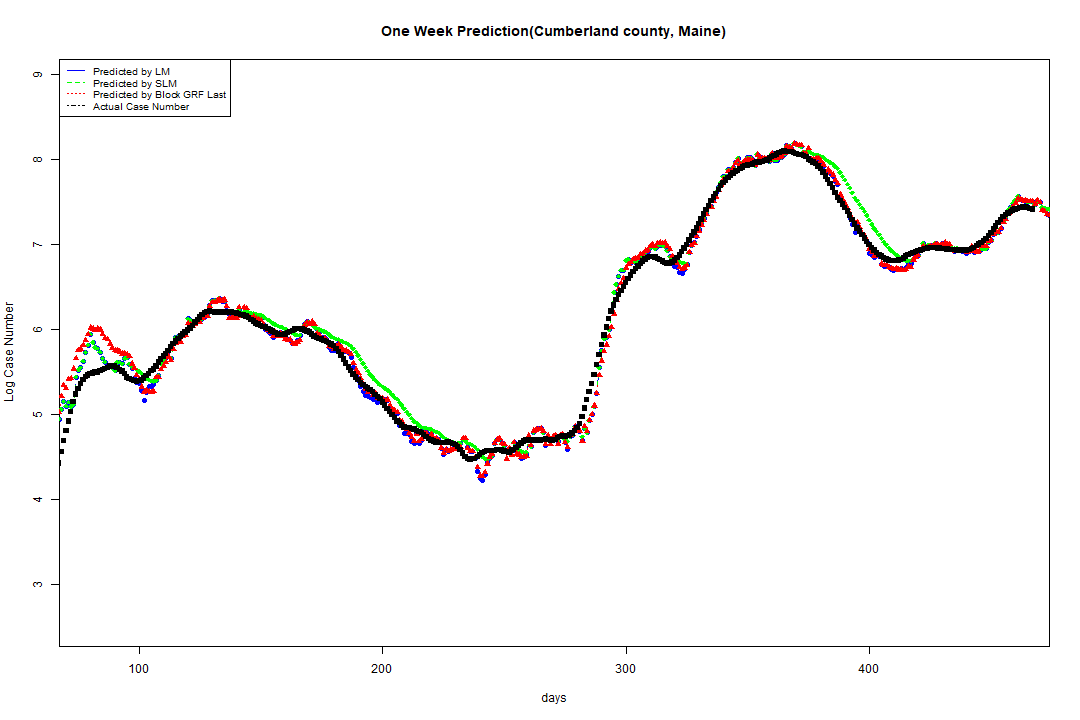 One Week Prediction(Cumberland county, Maine)
Predicted by LM
Predicted by SLM
Predicted by Block GRF Last
Actual Case Number
9
8
7
6
5
4
3
Log Case Number
100 200 300 400
days